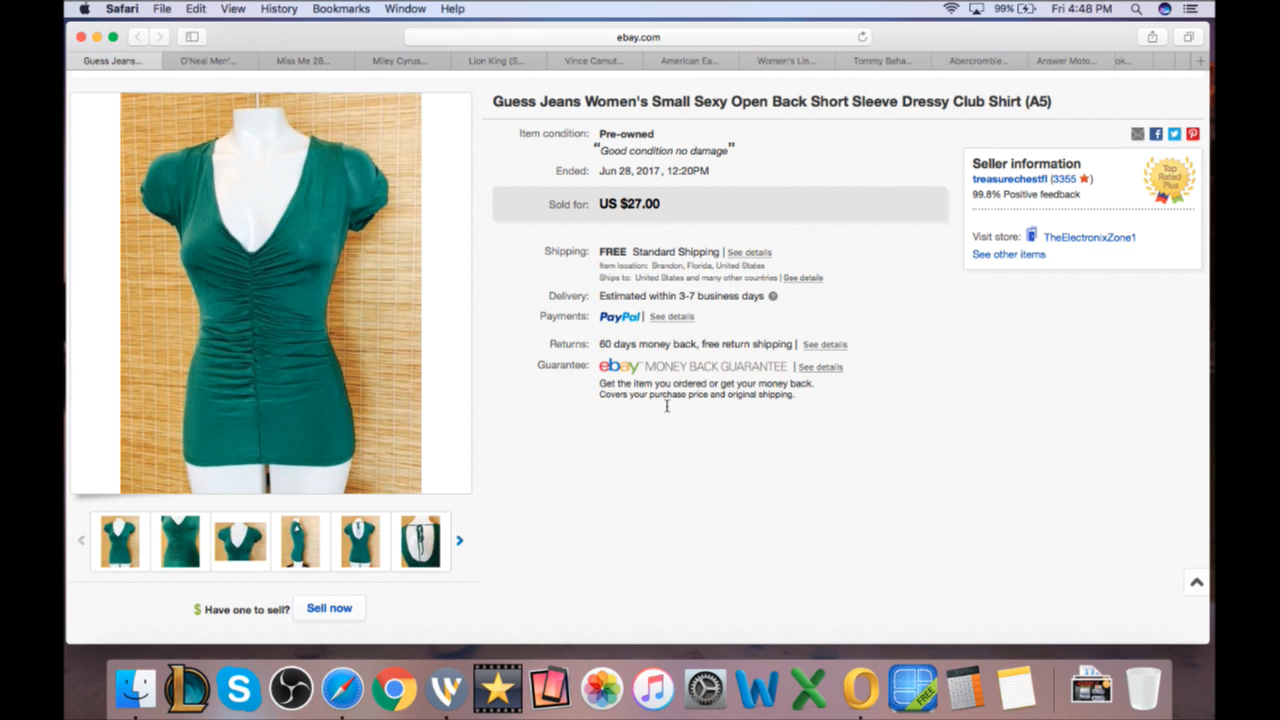 Safari File Edit View History Bookmarks Window Help
99% Fri 4:48 PM
ebay.com
Guess Jeans... O'Neal Men'... Miss Me 28... Miley Cyrus... Lion King (S... Vince Camut... American Ea... Women's Lin... Tommy Baha... Abercrombie... Answer Moto... ok...
Guess Jeans Women's Small Sexy Open Back Short Sleeve Dressy Club Shirt (A5)
Item condition: Pre-owned
"Good condition no damage"
Ended: Jun 28, 2017 , 12:20PM
Sold for: US $27.00
Shipping: FREE Standard Shipping | See details
Item location: Brandon, Florida, United States
Ships to: United States and many other countries | See details
Delivery: Estimated within 3-7 business days
Payments: PayPal | See details
Returns: 60 days money back, free return shipping | See details
Guarantee: ebay MONEY BACK GUARANTEE | See details
Get the item you ordered or get your money back.
Covers your purchase price and original shipping.
Seller information
treasurechestfl (3355)
99.8% Positive feedback
Top
Rated
Plus
Visit store: TheElectronixZone1
See other items
$ Have one to sell? Sell now
FREE